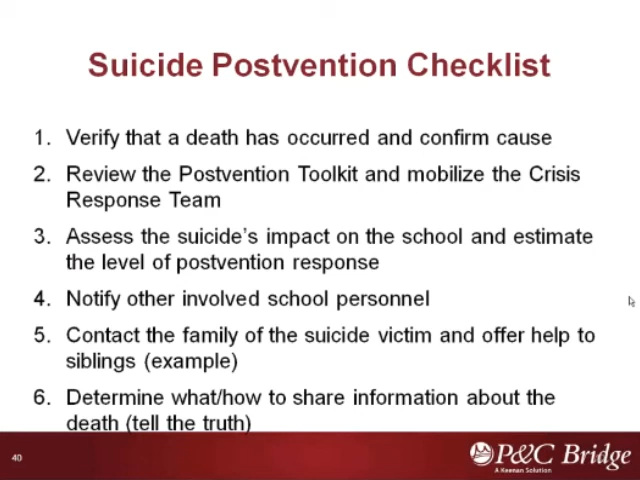 Suicide Postvention Checklist
1. Verify that a death has occurred and confirm cause
2. Review the Postvention Toolkit and mobilize the Crisis
Response Team
3. Assess the suicide's impact on the school and estimate
the level of postvention response
4. Notify other involved school personnel
5. Contact the family of the suicide victim and offer help to
siblings (example)
6. Determine what/how to share information about the
death (tell the truth)
40
P&C Bridge
A Keenan Solution